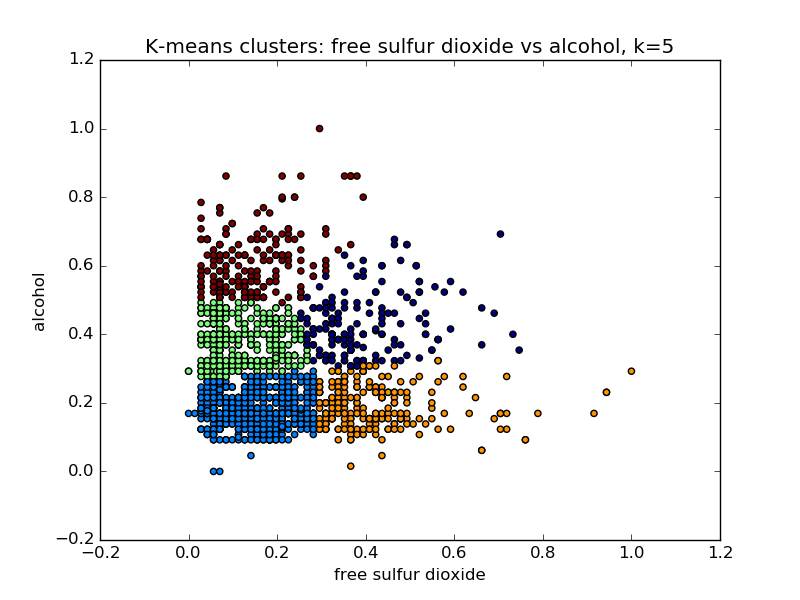 K-means clusters: free sulfur dioxide vs alcohol, k=5
1.2
1.0
0.8
0.6
0.4
0.2
0.0
−0.2
alcohol
−0.2 0.0 0.2 0.4 0.6 0.8 1.0 1.2
free sulfur dioxide